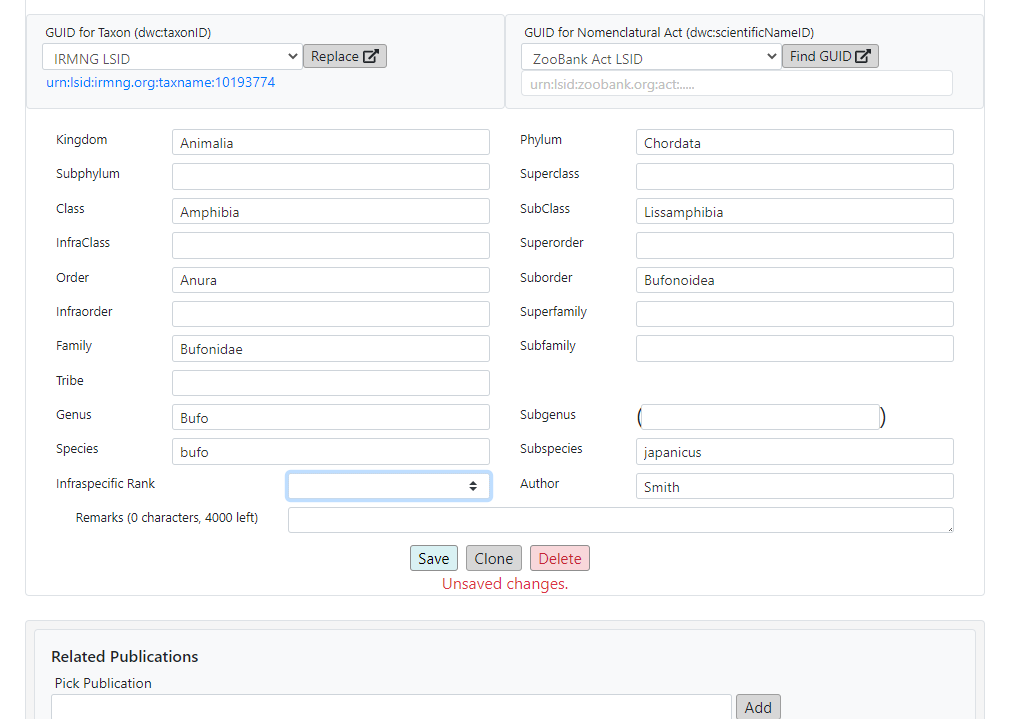 GUID for Taxon (dwc:taxonID)
IRMNG LSID
Replace
urn:lsid:irmng.org:taxname:10193774
GUID for Nomenclatural Act (dwc:scientificNameID)
ZooBank Act LSID
Find GUID
urn:lsid:zoobank.org:act:.....
Kingdom Animalia Phylum Chordata
Subphylum Superclass
Class Amphibia SubClass Lissamphibia
InfraClass Superorder
Order Anura Suborder Bufonoidea
Infraorder Superfamily
Family Bufonidae Subfamily
Tribe
Genus Bufo Subgenus ( )
Species bufo Subspecies japanicus
Infraspecific Rank Author Smith
Remarks (0 characters, 4000 left)
Save Clone Delete
Unsaved changes.
Related Publications
Pick Publication
Add